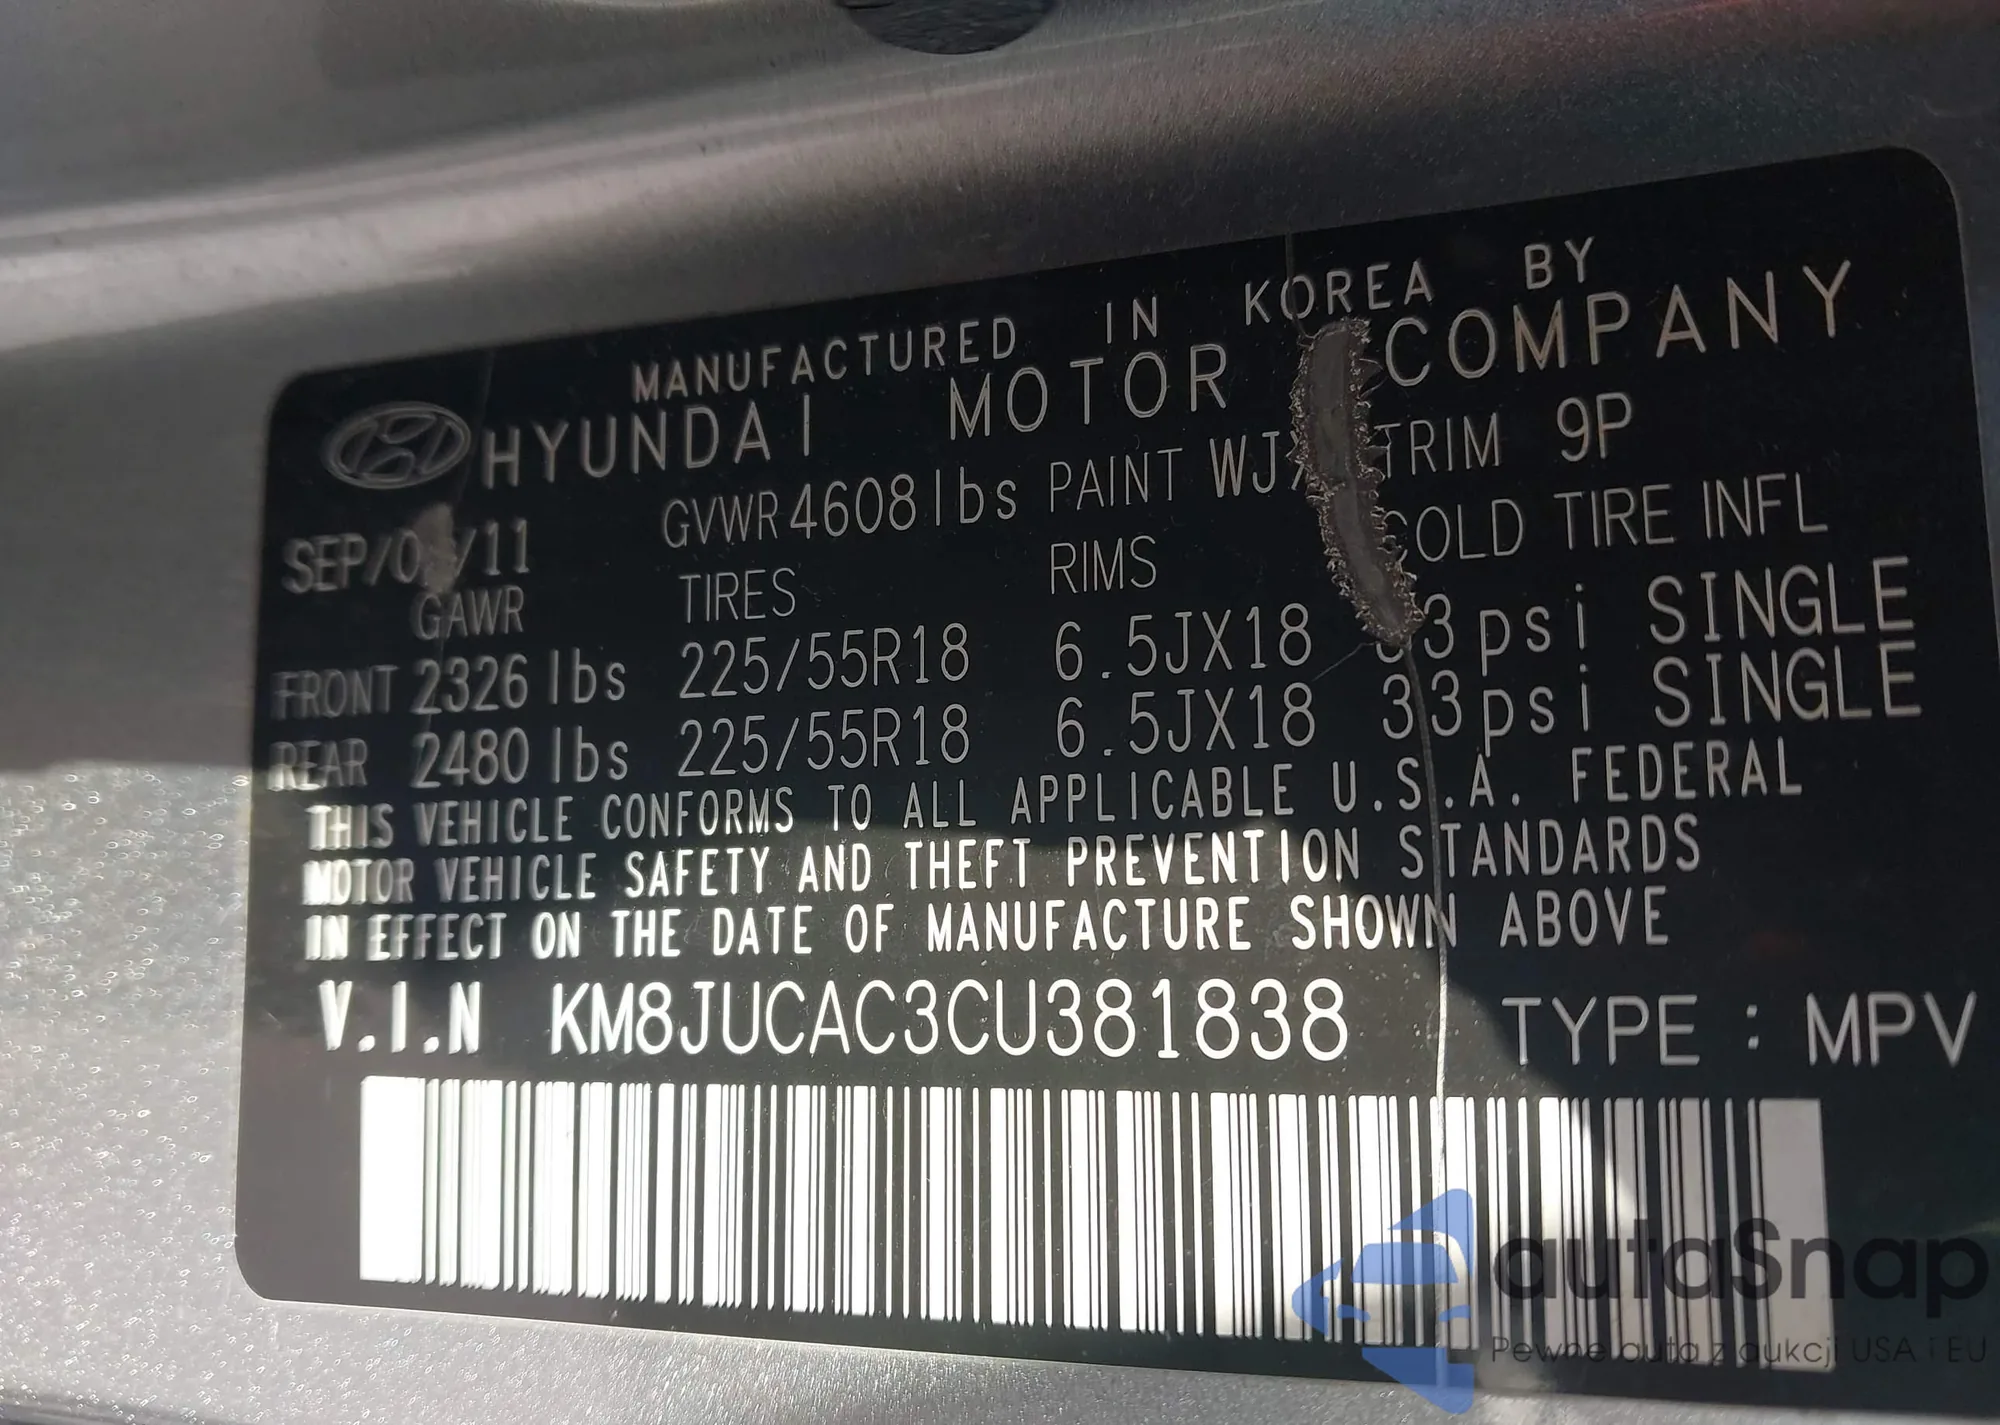 MANUFACTURED IN KOREA BY
HYUNDAI MOTOR COMPANY
GVWR 4608 lbs PAINT TRIM 9P
GAWR TIRES RIMS COLD TIRE INFL
FRONT 2326 lbs 225/55R18 6.5JX18 33psi SINGLE
REAR 2480 lbs 225/55R18 6.5JX18 33psi SINGLE
THIS VEHICLE CONFORMS TO ALL APPLICABLE U.S.A. FEDERAL
MOTOR VEHICLE SAFETY AND THEFT PREVENTION STANDARDS
IN EFFECT ON THE DATE OF MANUFACTURE SHOWN ABOVE
V.I.N KM8JUCAC3CU381838 TYPE : MPV
autaSnap
Pewne auta z aukcji USA i EU